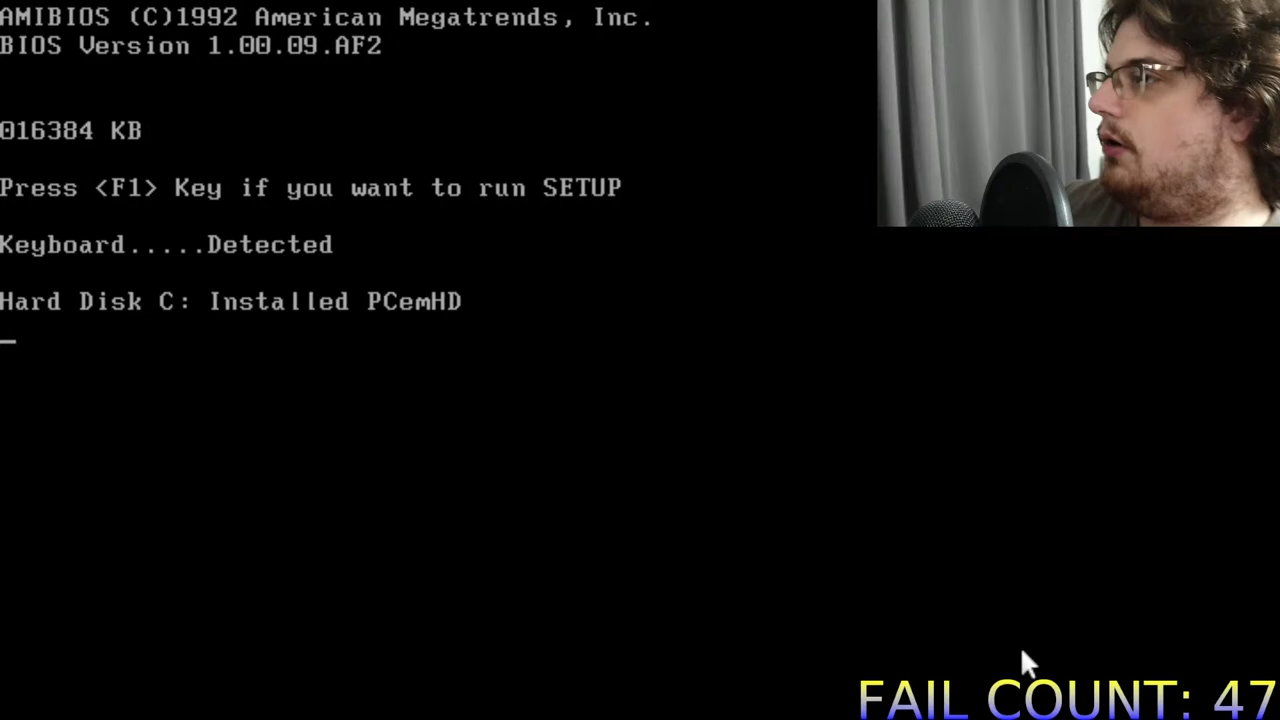 AMIBIOS (C)1992 American Megatrends, Inc.
BIOS Version 1.00.09.AF2
016384 KB
Press <F1> Key if you want to run SETUP
Keyboard.....Detected
Hard Disk C: Installed PCemHD
FAIL COUNT: 47